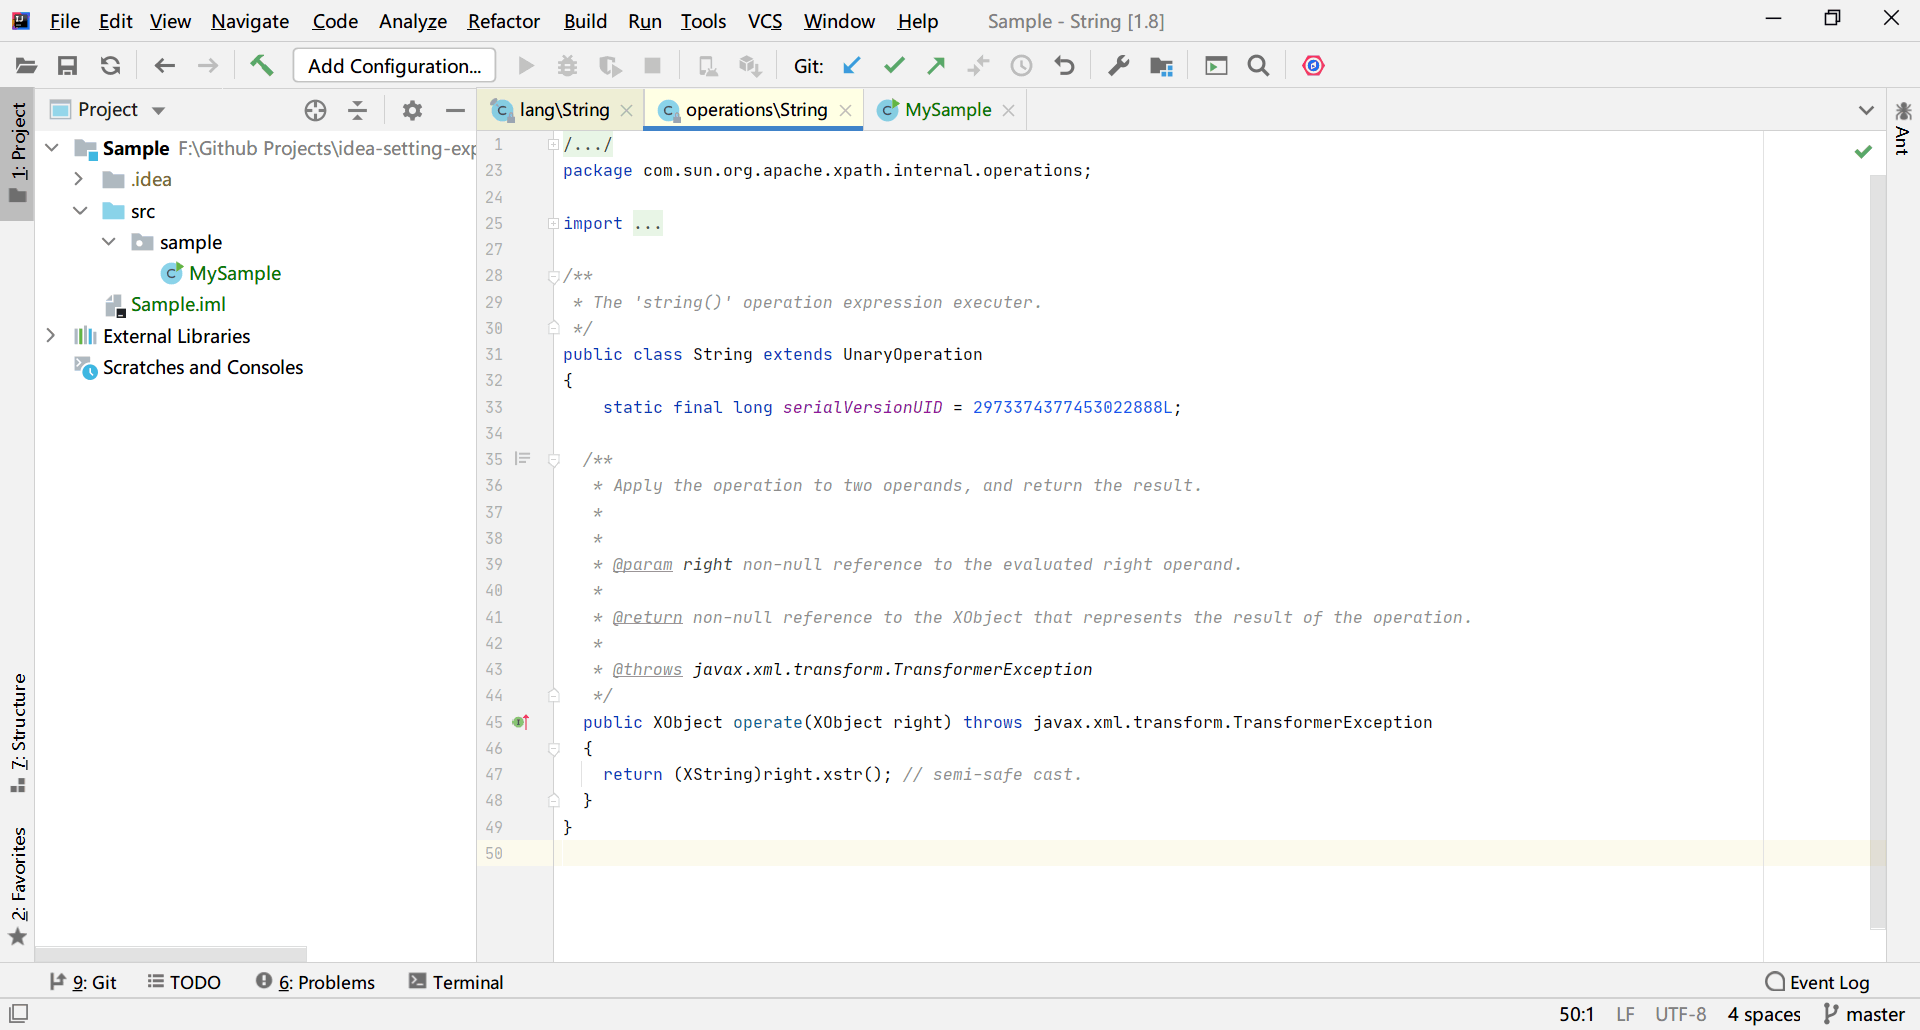 File Edit View Navigate Code Analyze Refactor Build Run Tools VCS Window Help Sample - String [1.8]
Add Configuration... Git:
1: Project
Project
lang\String operations\String MySample
Ant
Sample F:\Github Projects\idea-setting-exp
.idea
src
sample
MySample
Sample.iml
External Libraries
Scratches and Consoles
7: Structure
2: Favorites
1 /.../
23 package com.sun.org.apache.xpath.internal.operations;
24
25 import ...
27
28 /**
29 * The 'string()' operation expression executer.
30 */
31 public class String extends UnaryOperation
32 {
33 static final long serialVersionUID = 2973374377453022888L;
34
35 /**
36 * Apply the operation to two operands, and return the result.
37 *
38 *
39 * @param right non-null reference to the evaluated right operand.
40 *
41 * @return non-null reference to the XObject that represents the result of the operation.
42 *
43 * @throws javax.xml.transform.TransformerException
44 */
45 public XObject operate(XObject right) throws javax.xml.transform.TransformerException
46 {
47 return (XString)right.xstr(); // semi-safe cast.
48 }
49 }
50
9: Git TODO 6: Problems Terminal Event Log
50:1 LF UTF-8 4 spaces master